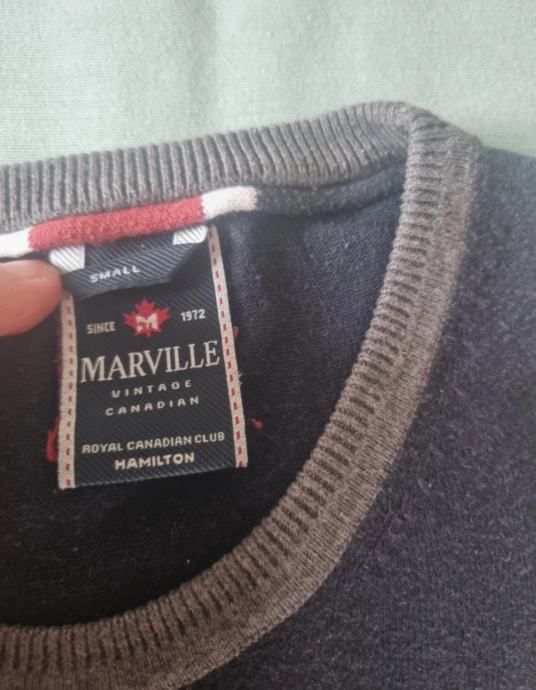 SMALL
SINCE M 1972
MARVILLE
VINTAGE
CANADIAN
ROYAL CANADIAN CLUB
HAMILTON